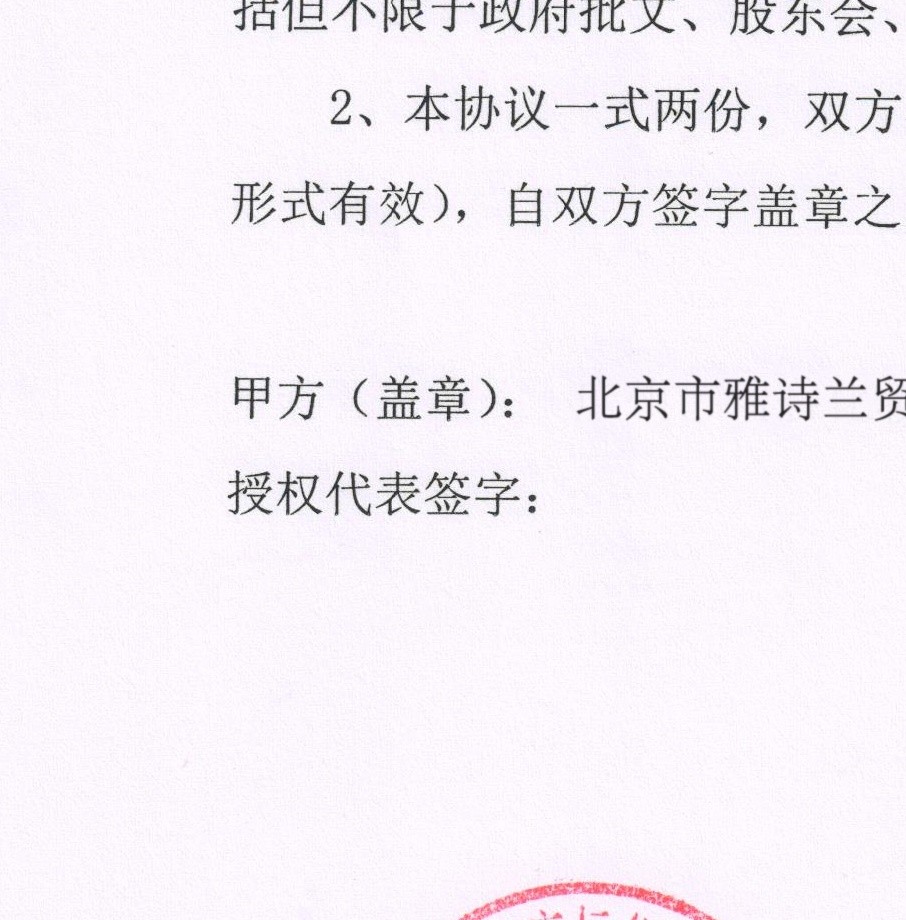 括但不限于政府批文、股东会、
2、本协议一式两份，双方
形式有效），自双方签字盖章之
甲方（盖章）： 北京市雅诗兰贸
授权代表签字：